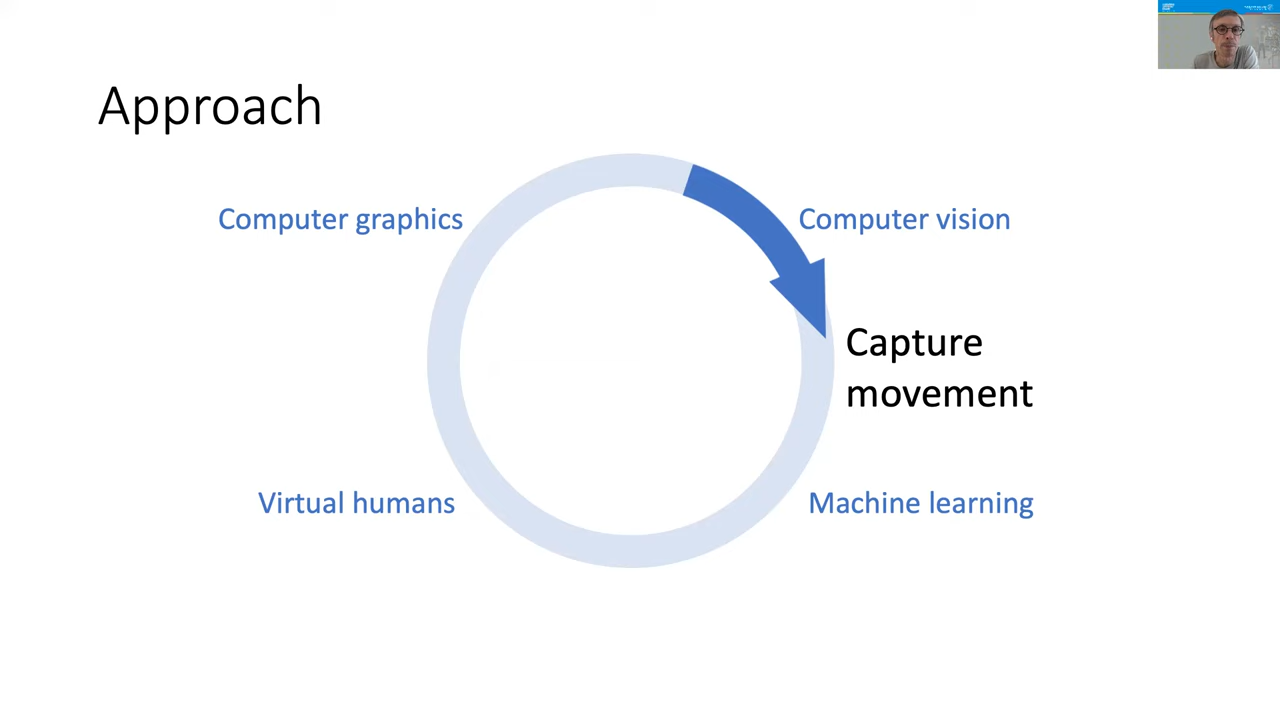 Approach
Computer graphics
Computer vision
Capture
movement
Virtual humans
Machine learning